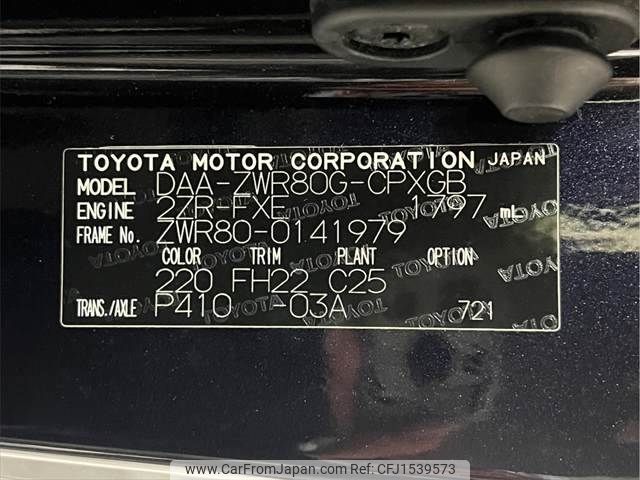 TOYOTA MOTOR CORPORATION JAPAN
MODEL DAA-ZWR80G-CPXGB
ENGINE 2ZR-FXE 1797 mL
FRAME No. ZWR80-0141979
COLOR TRIM PLANT OPTION
220 FH22 C25
TRANS./AXLE P410 -03A 721
www.CarFromJapan.com - CFJ1539573